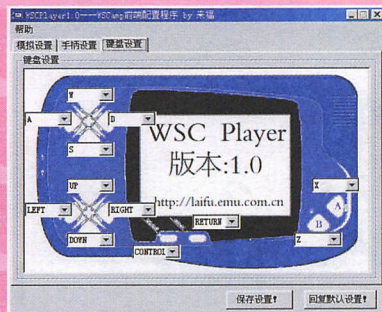 WSCPlayer1.0----WSCamp前端配置程序 by 来福
帮助
模拟设置 手柄设置 键盘设置
键盘设置
W
A D
S
WSC Player
版本:1.0
http://laifu.emu.com.cn
UP
LEFT RIGHT
DOWN
RETURN
CONTROL
X
A
B
Z
保存设置! 回复默认设置!